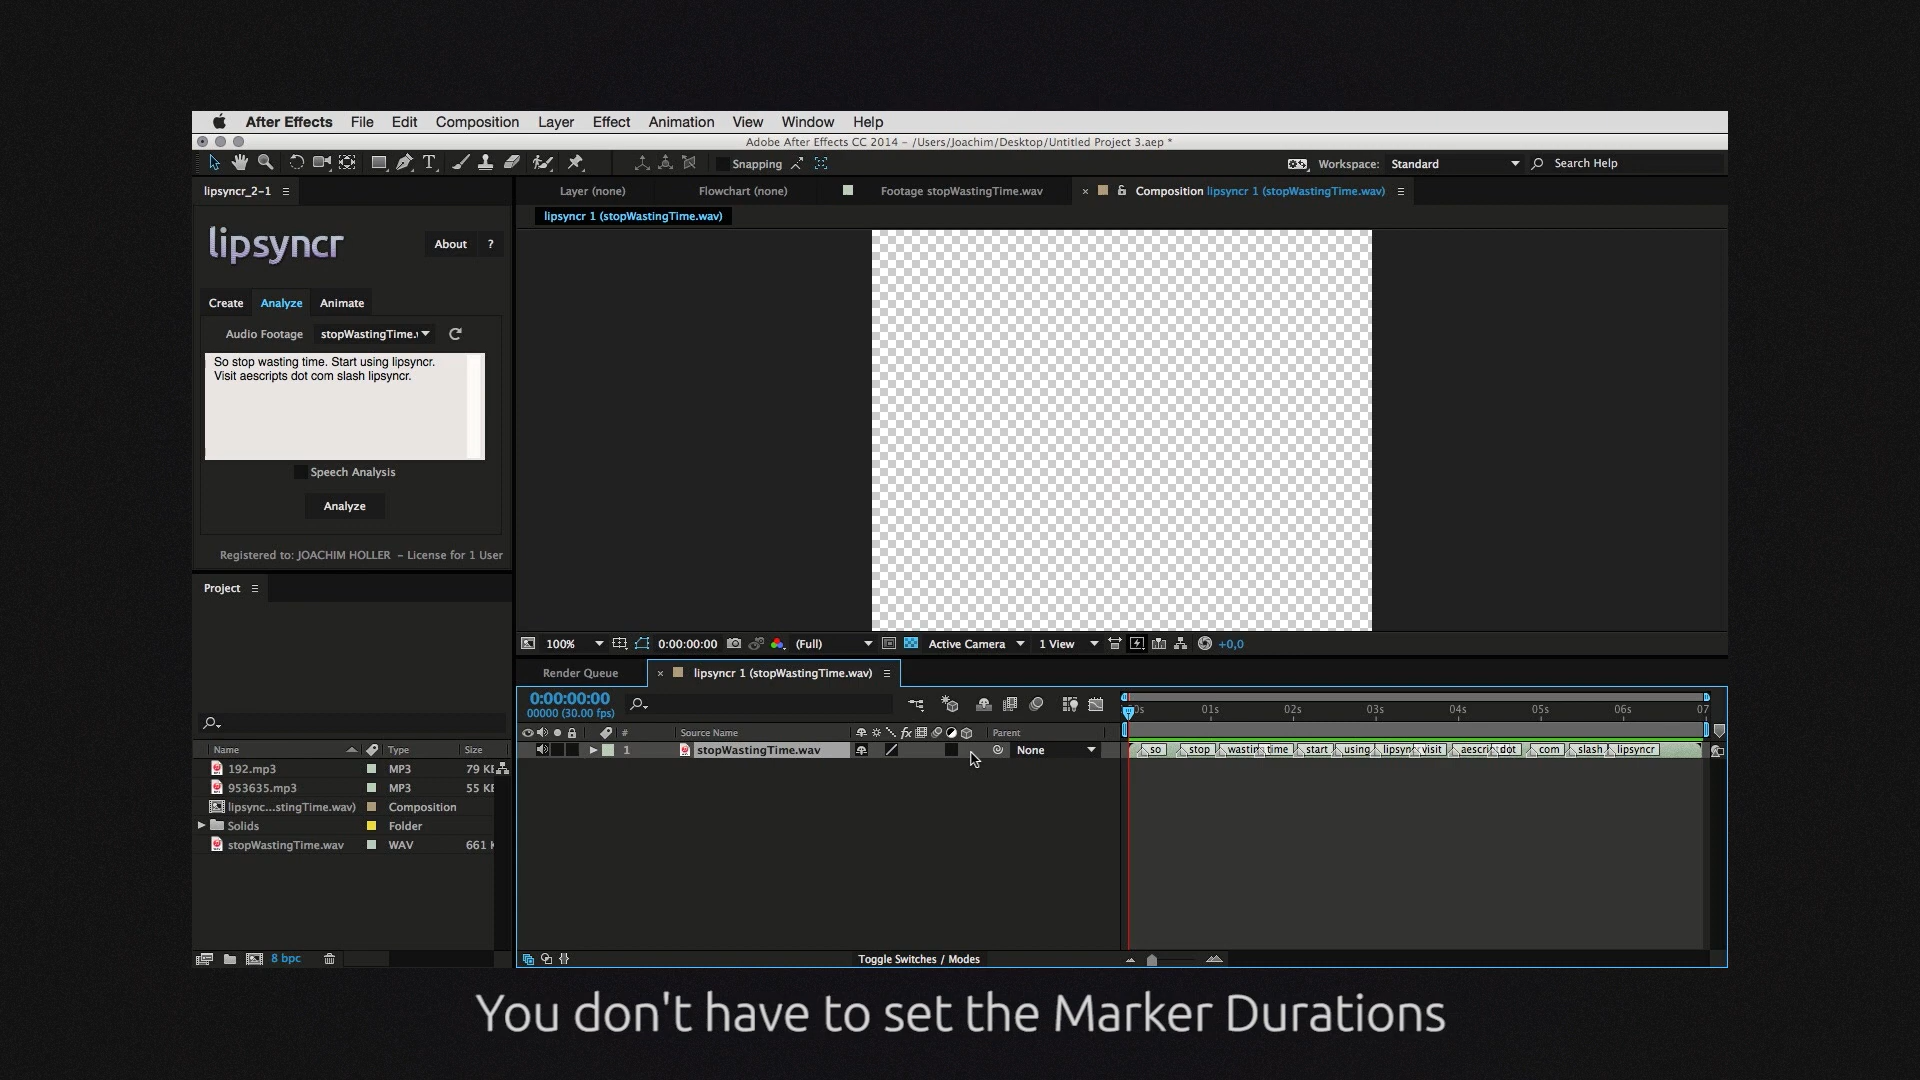 After Effects File Edit Composition Layer Effect Animation View Window Help
Adobe After Effects CC 2014 – /Users/Joachim/Desktop/Untitled Project 3.aep *
Snapping
Workspace: Standard
Search Help
lipsyncr_2-1
Layer (none)
Flowchart (none)
Footage stopWastingTime.wav
× Composition lipsyncr 1 (stopWastingTime.wav)
lipsyncr 1 (stopWastingTime.wav)
lipsyncr
About
?
Create Analyze Animate
Audio Footage stopWastingTime.
So stop wasting time. Start using lipsyncr.
Visit aescripts dot com slash lipsyncr.
Speech Analysis
Analyze
Registered to: JOACHIM HOLLER – License for 1 User
Project
Name Type Size
192.mp3 MP3 79 K
953635.mp3 MP3 55 K
lipsync...stingTime.wav) Composition
Solids Folder
stopWastingTime.wav WAV 661 K
8 bpc
100% 0:00:00:00 (Full) Active Camera 1 View +0,0
Render Queue
× lipsyncr 1 (stopWastingTime.wav)
0:00:00:00
00000 (30.00 fps)
0s 01s 02s 03s 04s 05s 06s 07
# Source Name fx Parent
1 stopWastingTime.wav None
so stop wastin time start using lipsyn visit aescri dot com slash lipsyncr
Toggle Switches / Modes
You don't have to set the Marker Durations